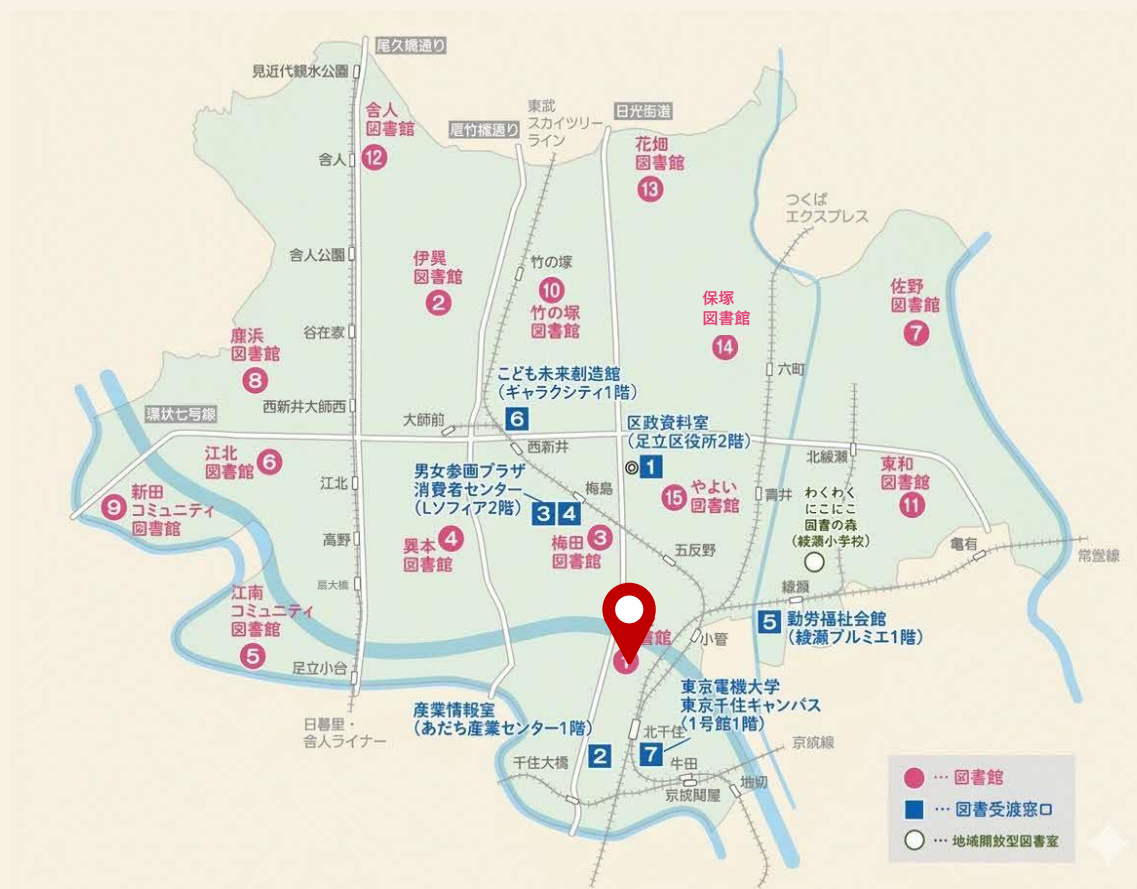 尾久橋通り
見近代観水公園
舎人
図書館
12
舎人
舎人公園
谷在家
西新井大師西
江北
高野
扇大橋
足立小台
日暮里・
舎人ライナー
尾竹橋通り
東武
スカイツリー
ライン
日光街道
花畑
図書館
13
つくば
エクスプレス
伊興
図書館
2
竹の塚
10
竹の塚
図書館
保塚
図書館
14
佐野
図書館
7
六町
鹿浜
図書館
8
環状七号線
こども未来創造館
(ギャラクシティ1階)
6
大師前
西新井
区政資料室
(足立区役所2階)
1
北綾瀬
江北
図書館
6
9
新田
コミュニティ
図書館
男女参画プラザ
消費者センター
(Lソフィア2階)
3 4
梅島
15
やよい
図書館
青井
わくわく
にこにこ
図書の森
(綾瀬小学校)
東和
図書館
11
興本
図書館
4
梅田
図書館
3
五反野
亀有
常盤線
綾瀬
江南
コミュニティ
図書館
5
書館
1
小菅
5
勤労福祉会館
(綾瀬プルミエ1階)
産業情報室
(あだち産業センター1階)
2
東京電機大学
東京千住キャンパス
(1号館1階)
7
北千住
千住大橋
牛田
京成関屋
京成線
… 図書館
… 図書受渡窓口
… 地域開放型図書室